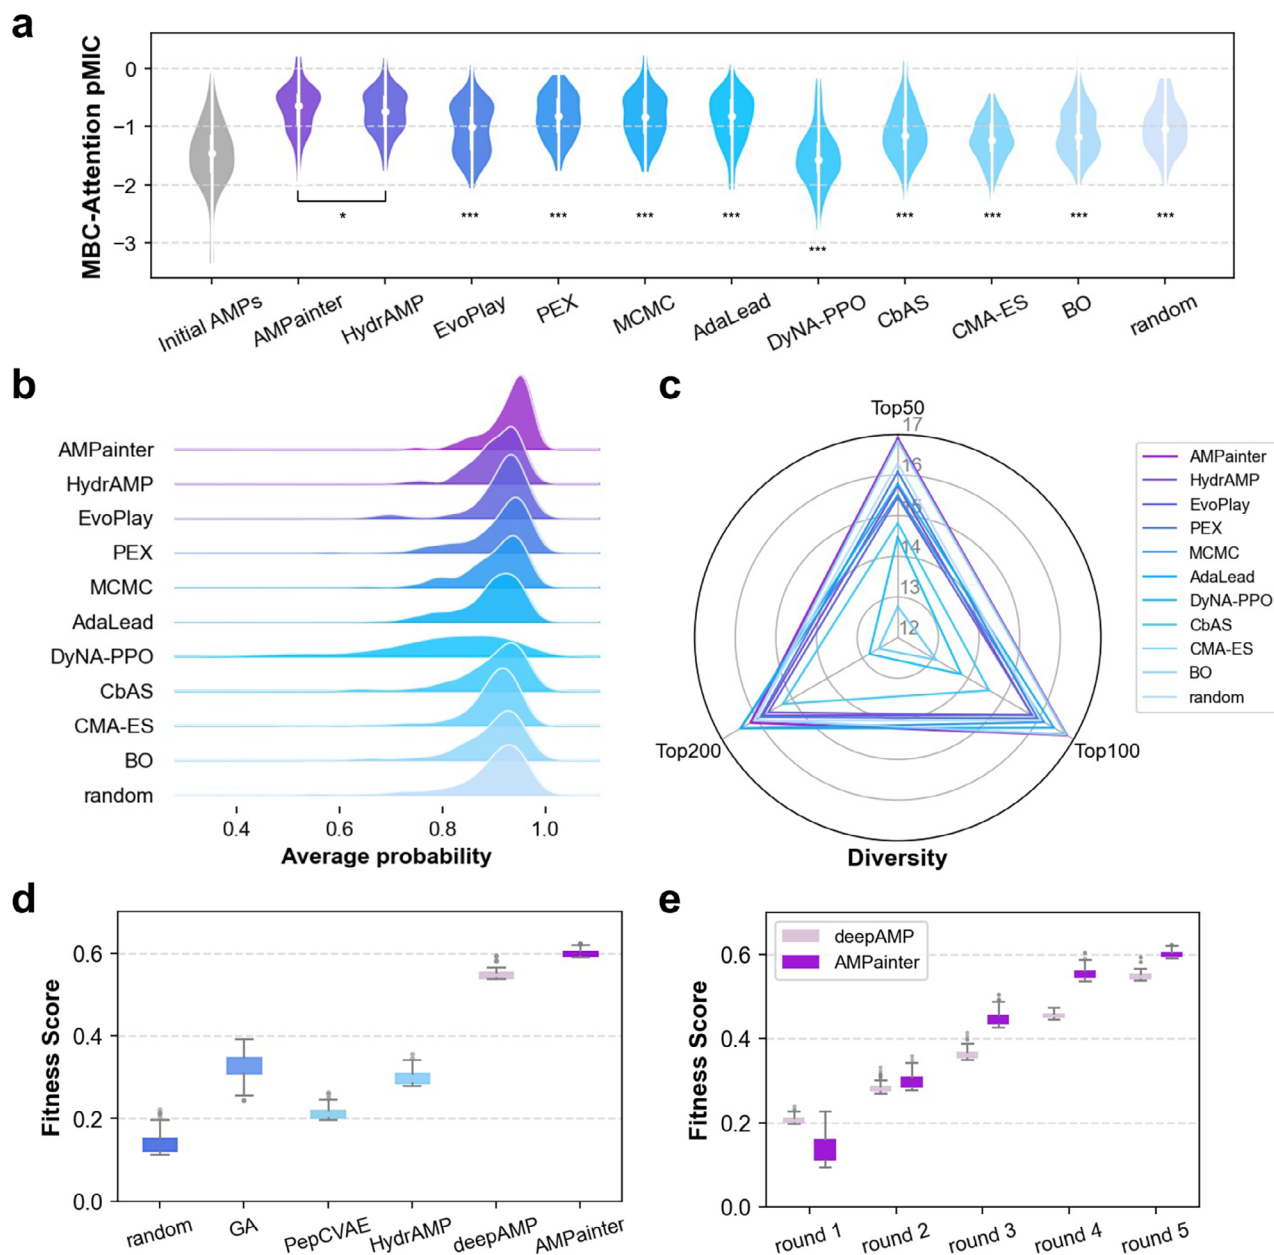 a
MBC-Attention pMIC
0
−1
−2
−3
*
***
***
***
***
***
***
***
***
***
Initial AMPs
AMPainter
HydrAMP
EvoPlay
PEX
MCMC
AdaLead
DyNA-PPO
CbAS
CMA-ES
BO
random
b
AMPainter
HydrAMP
EvoPlay
PEX
MCMC
AdaLead
DyNA-PPO
CbAS
CMA-ES
BO
random
0.4
0.6
0.8
1.0
Average probability
c
Top50
17
16
15
14
13
12
Top200
Top100
Diversity
AMPainter
HydrAMP
EvoPlay
PEX
MCMC
AdaLead
DyNA-PPO
CbAS
CMA-ES
BO
random
d
Fitness Score
0.6
0.4
0.2
0.0
random
GA
PepCVAE
HydrAMP
deepAMP
AMPainter
e
deepAMP
AMPainter
Fitness Score
0.6
0.4
0.2
0.0
round 1
round 2
round 3
round 4
round 5